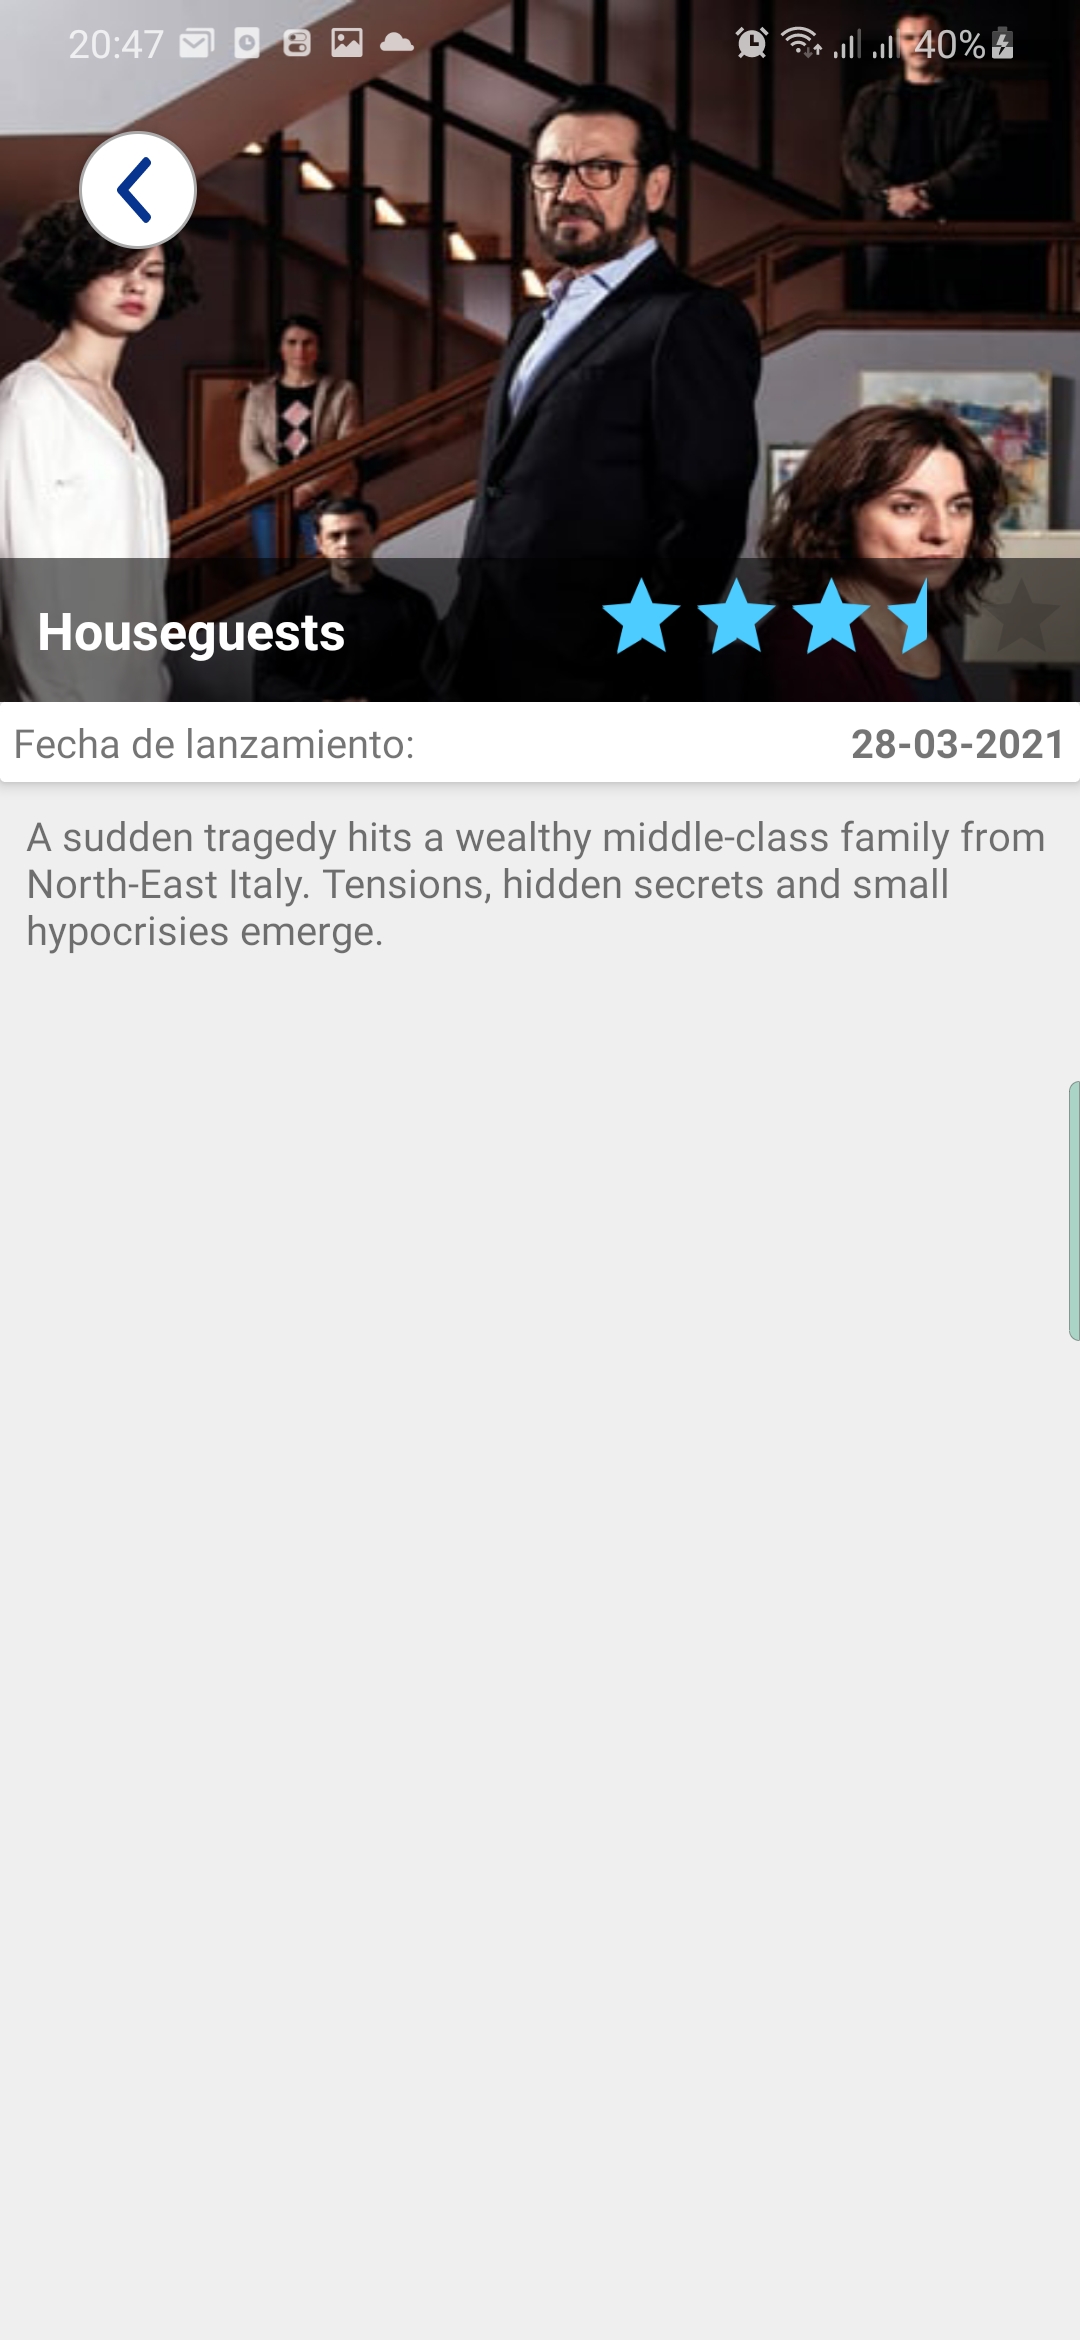 20:47
40%
Houseguests
Fecha de lanzamiento:
28-03-2021
A sudden tragedy hits a wealthy middle-class family from
North-East Italy. Tensions, hidden secrets and small
hypocrisies emerge.